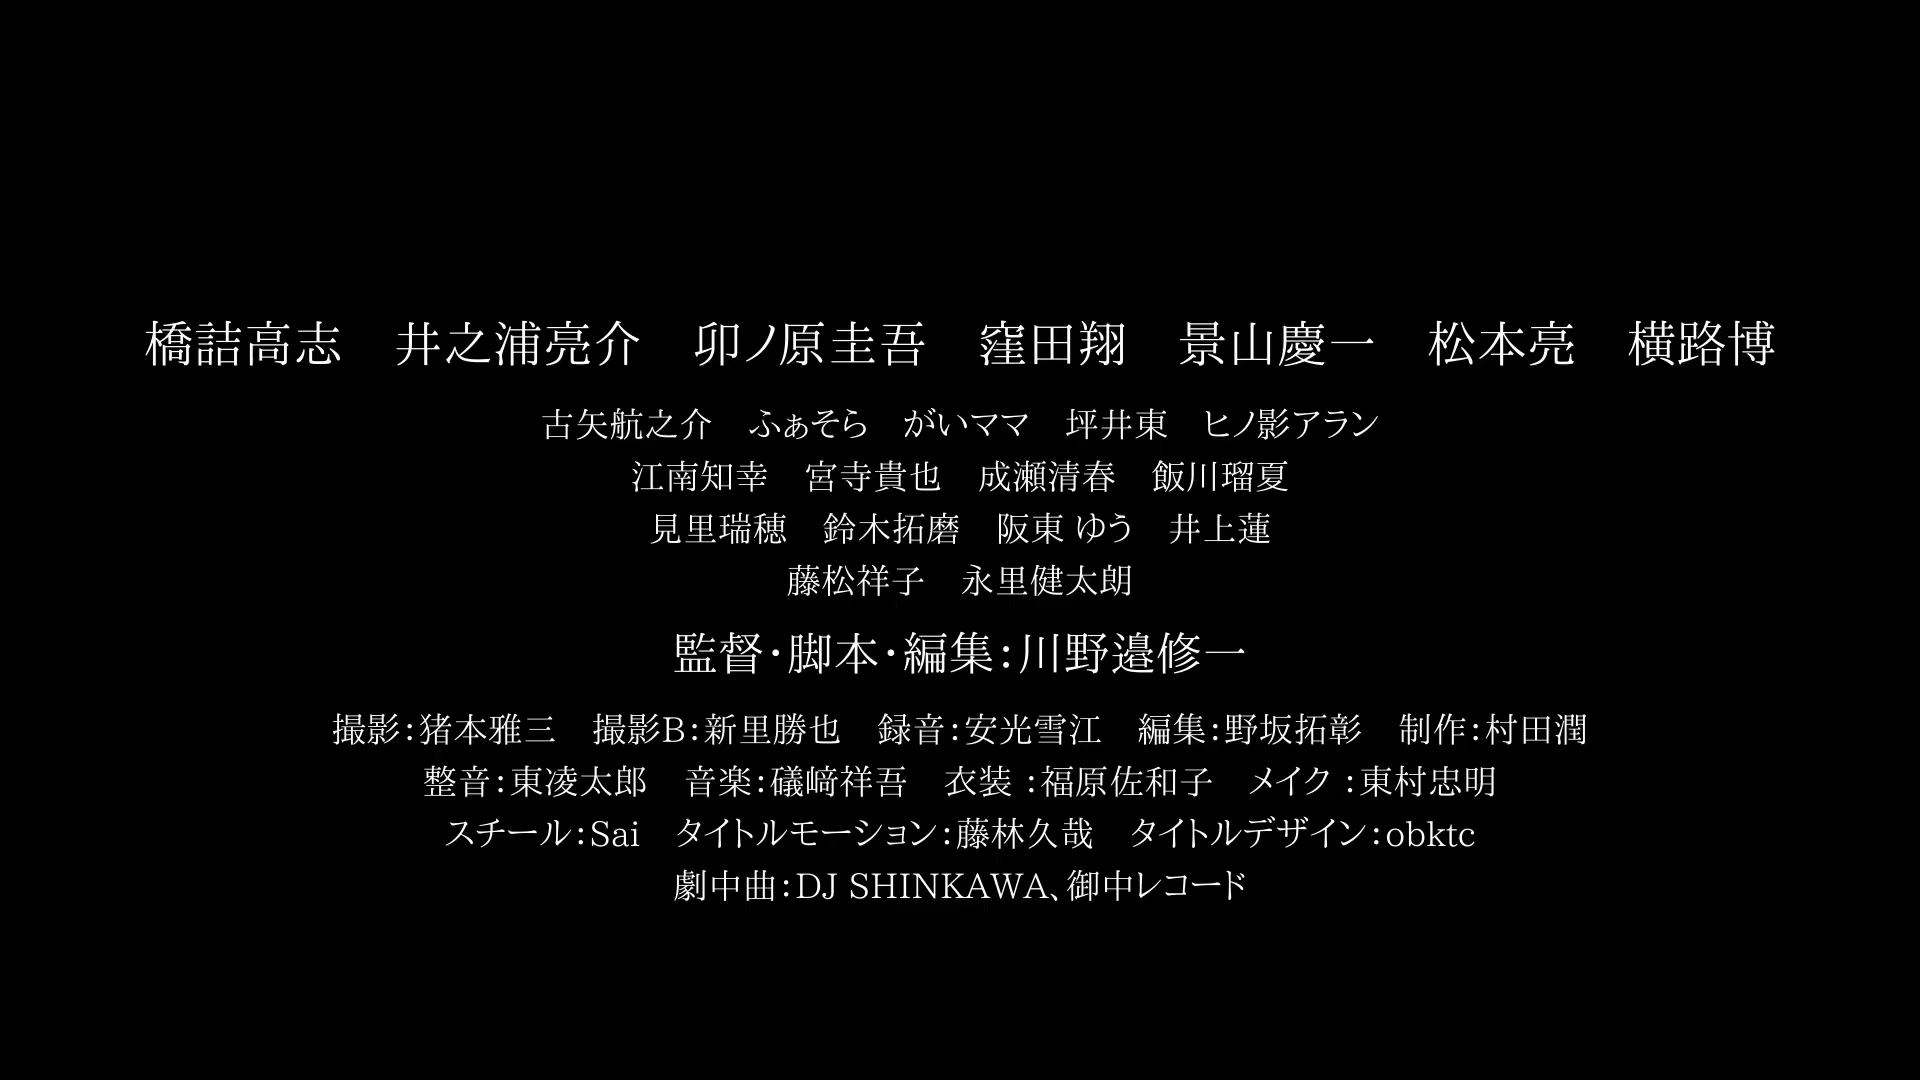 橋詰高志　井之浦亮介　卯ノ原圭吾　窪田翔　景山慶一　松本亮　横路博
古矢航之介　ふぁそら　がいママ　坪井東　ヒノ影アラン
江南知幸　宮寺貴也　成瀬清春　飯川瑠夏
見里瑞穂　鈴木拓磨　阪東 ゆう　井上蓮
藤松祥子　永里健太朗
監督・脚本・編集：川野邉修一
撮影：猪本雅三　撮影B：新里勝也　録音：安光雪江　編集：野坂拓彰　制作：村田潤
整音：東凌太郎　音楽：礒﨑祥吾　衣装 ：福原佐和子　メイク ：東村忠明
スチール：Sai　タイトルモーション：藤林久哉　タイトルデザイン：obktc
劇中曲：DJ SHINKAWA、御中レコード